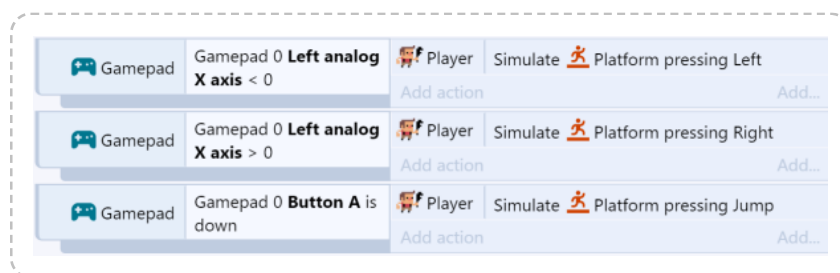 Gamepad Gamepad 0 Left analog X axis < 0 Player Simulate Platform pressing Left
Add action Add...
Gamepad Gamepad 0 Left analog X axis > 0 Player Simulate Platform pressing Right
Add action Add...
Gamepad Gamepad 0 Button A is down Player Simulate Platform pressing Jump
Add action Add...